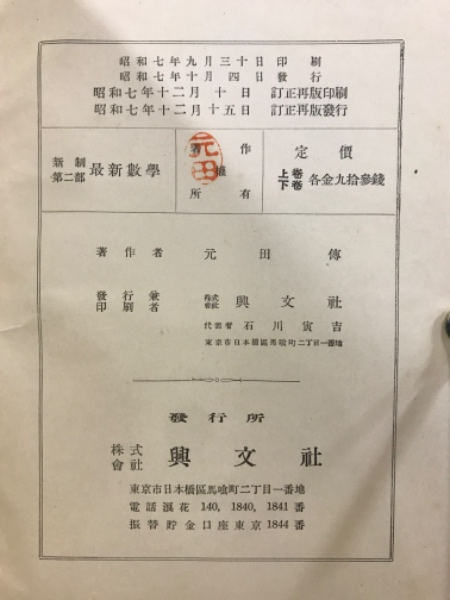 昭和七年九月三十日印刷
昭和七年十月四日發行
昭和七年十二月十日 訂正再版印刷
昭和七年十二月十五日 訂正再版發行
新制第二部 最新數學
著作權所有
元田
定價
上卷下卷 各金九拾參錢
著作者 元田傳
發行兼印刷者 株式會社 興文社
代表者 石川寅吉
東京市日本橋區馬喰町二丁目一番地
發行所
株式會社 興文社
東京市日本橋區馬喰町二丁目一番地
電話浪花 140, 1840, 1841番
振替貯金口座東京 1844番